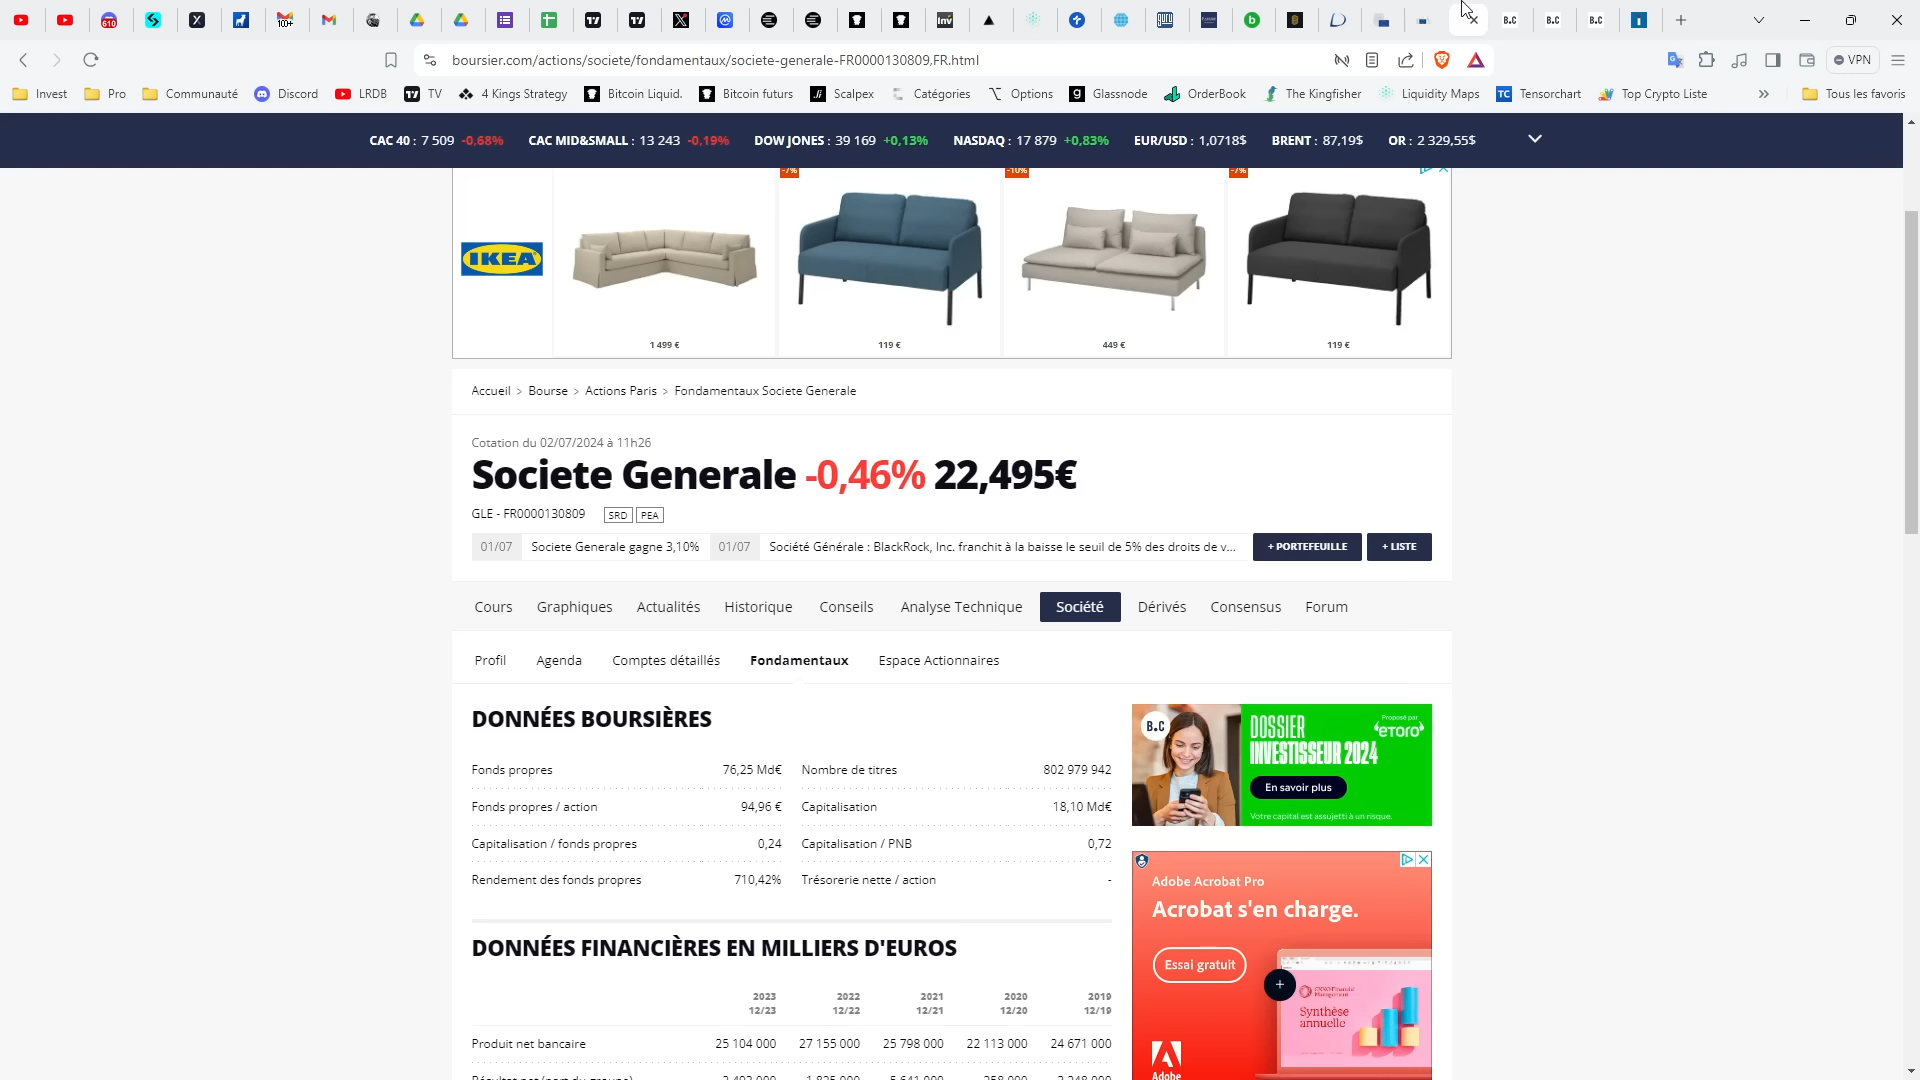 boursier.com/actions/societe/fondamentaux/societe-generale-FR0000130809,FR.html
VPN
Invest Pro Communauté Discord LRDB TV 4 Kings Strategy Bitcoin Liquid. Bitcoin futurs Scalpex Catégories Options Glassnode OrderBook The Kingfisher Liquidity Maps Tensorchart Top Crypto Liste » Tous les favoris
CAC 40 : 7 509 -0,68% CAC MID&SMALL : 13 243 -0,19% DOW JONES : 39 169 +0,13% NASDAQ : 17 879 +0,83% EUR/USD : 1,0718$ BRENT : 87,19$ OR : 2 329,55$
-7% -10% -7%
IKEA
1 499 € 119 € 449 € 119 €
Accueil > Bourse > Actions Paris > Fondamentaux Societe Generale
Cotation du 02/07/2024 à 11h26
Societe Generale -0,46% 22,495€
GLE - FR0000130809 SRD PEA
01/07 Societe Generale gagne 3,10% 01/07 Société Générale : BlackRock, Inc. franchit à la baisse le seuil de 5% des droits de v... + PORTEFEUILLE + LISTE
Cours Graphiques Actualités Historique Conseils Analyse Technique Société Dérivés Consensus Forum
Profil Agenda Comptes détaillés Fondamentaux Espace Actionnaires
DONNÉES BOURSIÈRES
Fonds propres 76,25 Md€ Nombre de titres 802 979 942
Fonds propres / action 94,96 € Capitalisation 18,10 Md€
Capitalisation / fonds propres 0,24 Capitalisation / PNB 0,72
Rendement des fonds propres 710,42% Trésorerie nette / action -
B.C DOSSIER
Proposé par
eToro
INVESTISSEUR 2024
En savoir plus
Votre capital est assujetti à un risque.
DONNÉES FINANCIÈRES EN MILLIERS D'EUROS
2023 2022 2021 2020 2019
12/23 12/22 12/21 12/20 12/19
Produit net bancaire 25 104 000 27 155 000 25 798 000 22 113 000 24 671 000
Adobe Acrobat Pro
Acrobat s'en charge.
Essai gratuit
Synthèse
annuelle
Adobe